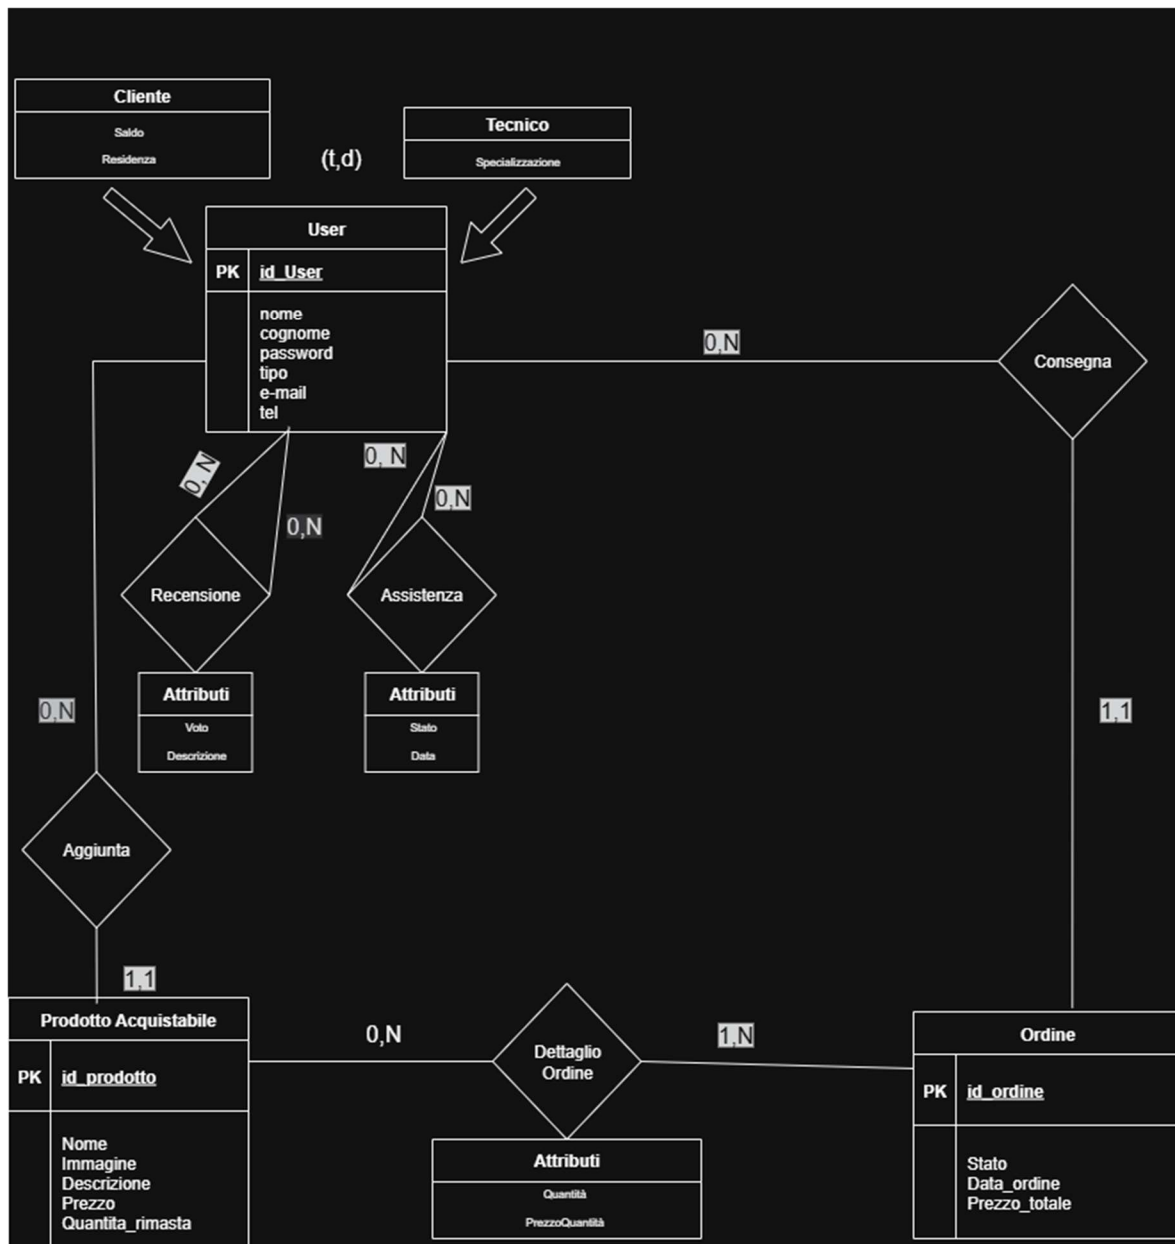 Cliente
Saldo
Residenza
Tecnico
Specializzazione
(t,d)
User
PK id_User
nome
cognome
password
tipo
e-mail
tel
0,N
Consegna
0, N
0,N
0, N
0,N
Recensione
Assistenza
Attributi
Voto
Descrizione
Attributi
Stato
Data
0,N
1,1
Aggiunta
1,1
Prodotto Acquistabile
PK id_prodotto
Nome
Immagine
Descrizione
Prezzo
Quantita_rimasta
0,N
Dettaglio
Ordine
1,N
Attributi
Quantità
PrezzoQuantità
Ordine
PK id_ordine
Stato
Data_ordine
Prezzo_totale